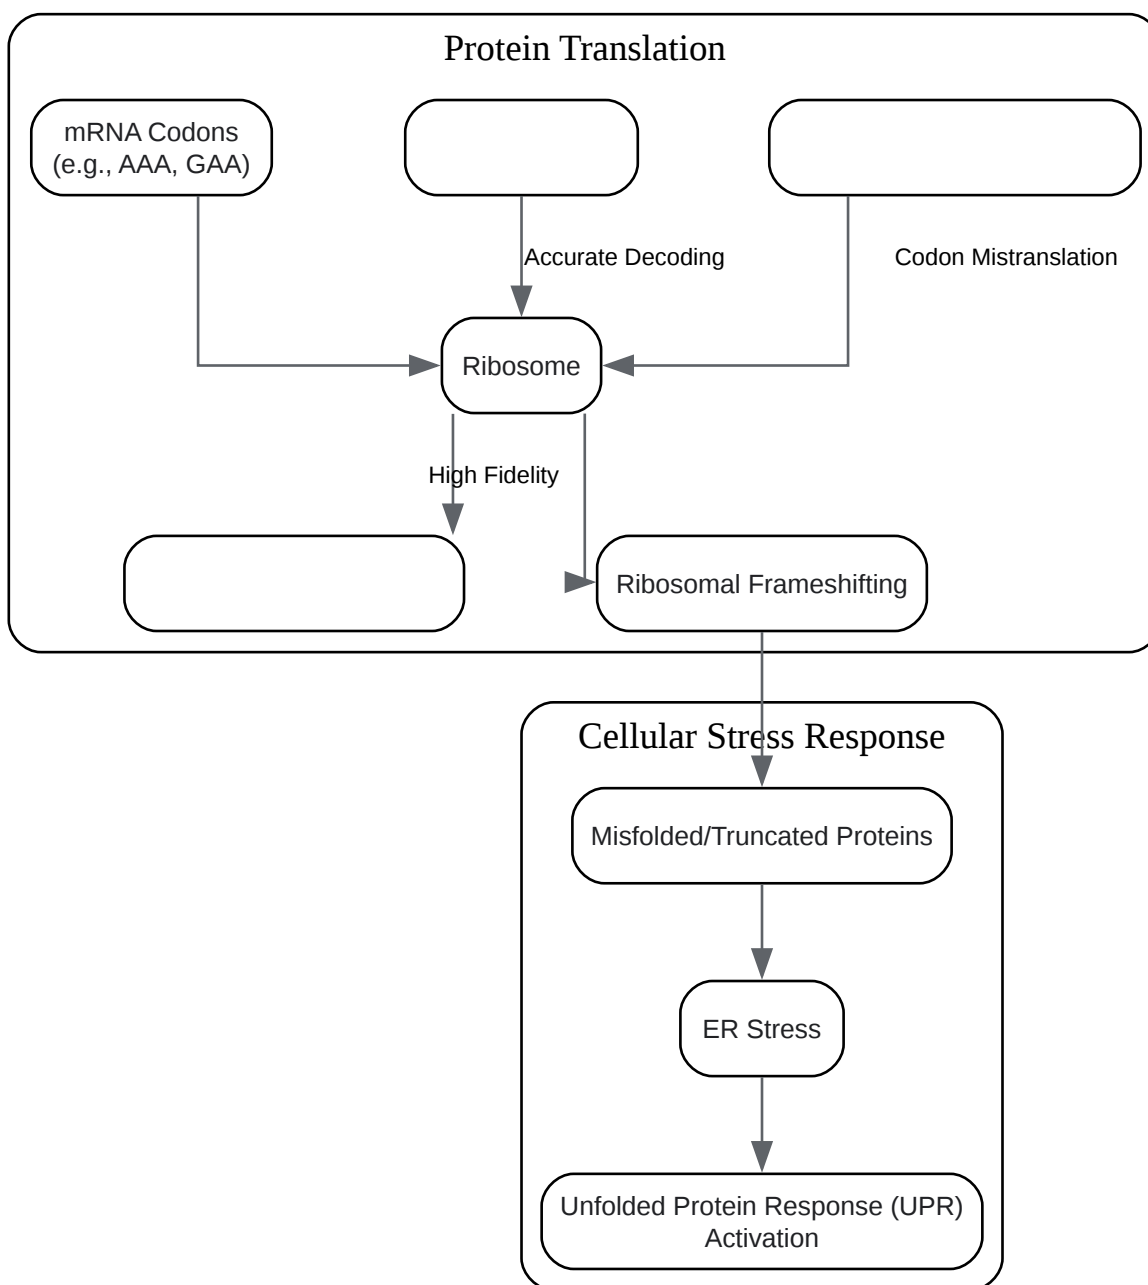 Protein Translation
mRNA Codons
(e.g., AAA, GAA)
Accurate Decoding
Codon Mistranslation
Ribosome
High Fidelity
Ribosomal Frameshifting
Cellular Stress Response
Misfolded/Truncated Proteins
ER Stress
Unfolded Protein Response (UPR)
Activation